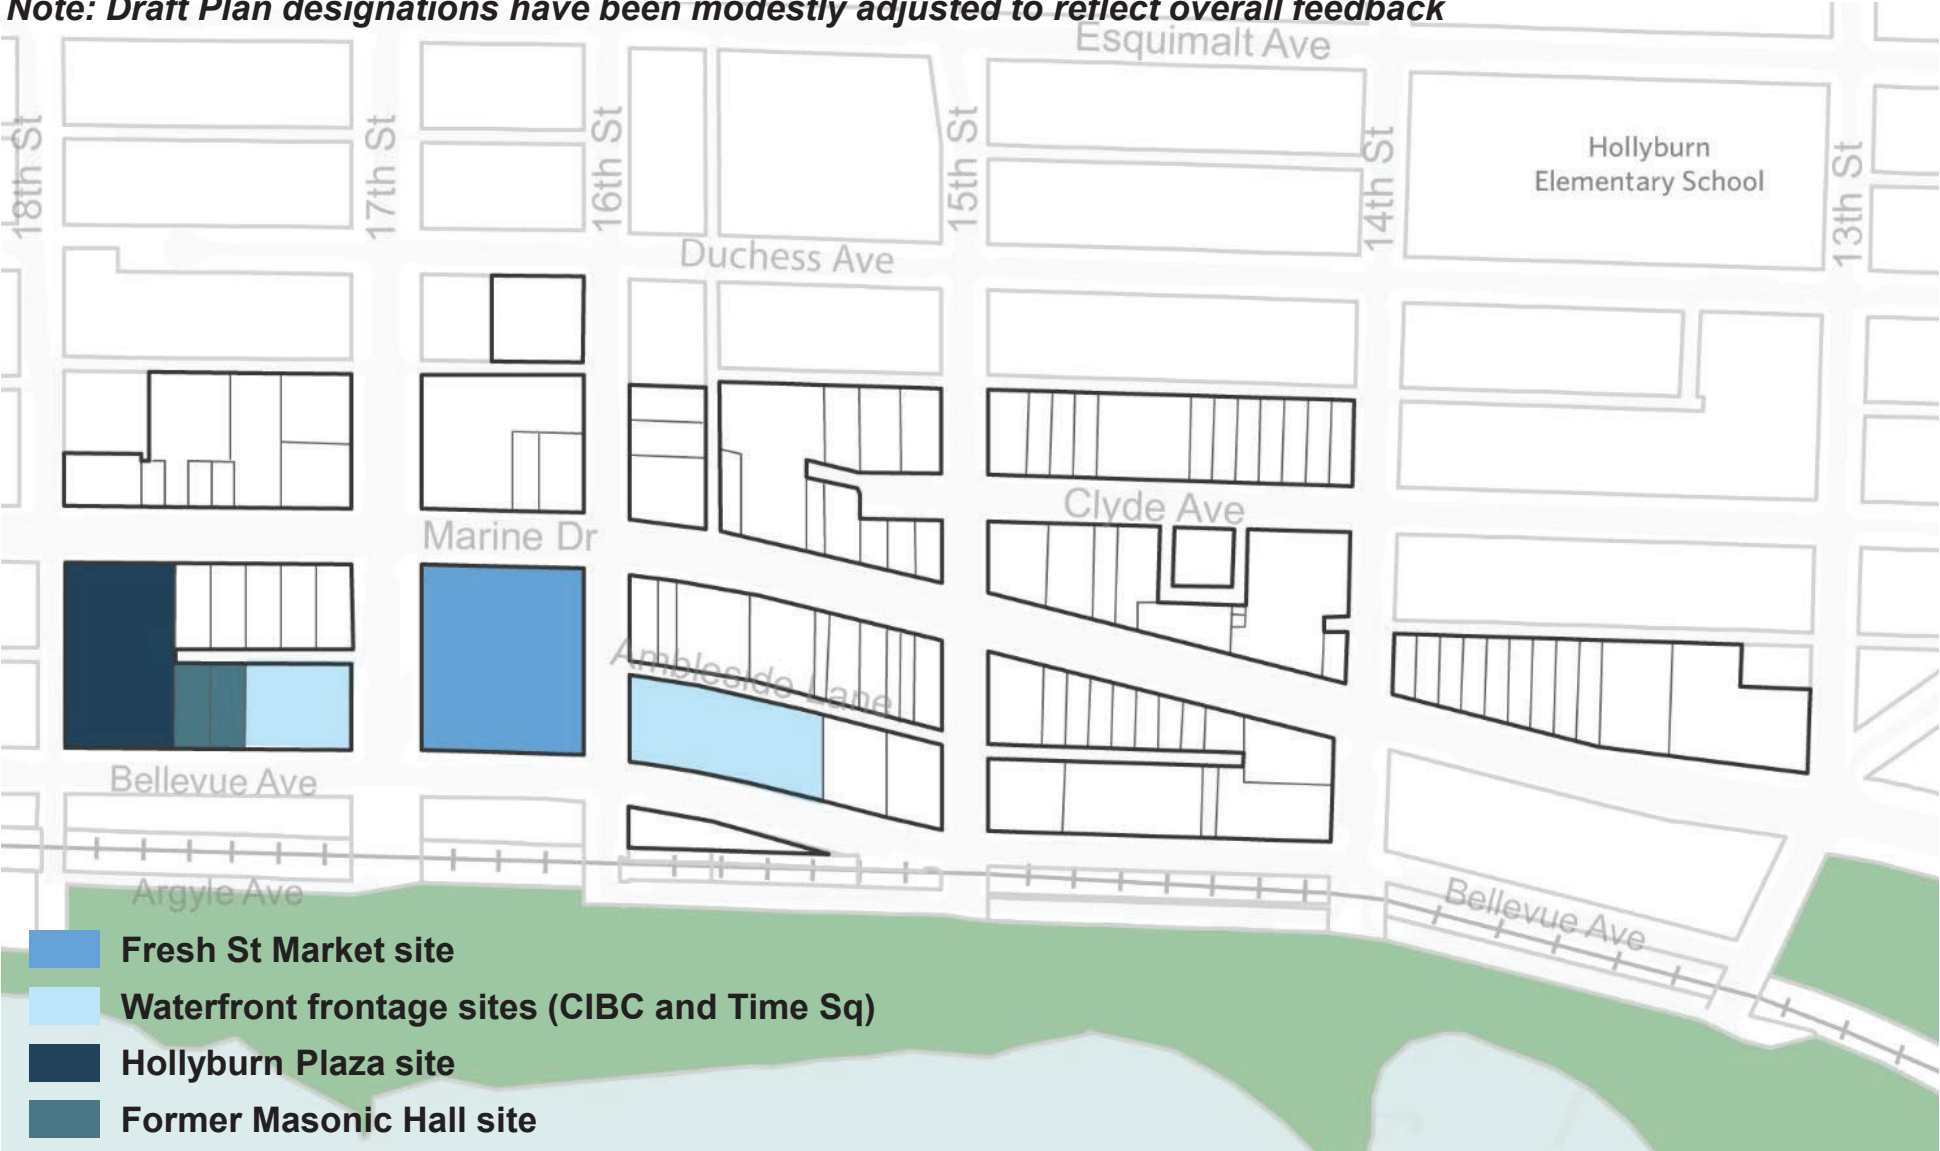 Note: Draft Plan designations have been modestly adjusted to reflect overall feedback
Esquimalt Ave
18th St
17th St
16th St
15th St
14th St
13th St
Hollyburn
Elementary School
Duchess Ave
Clyde Ave
Marine Dr
Ambleside Lane
Bellevue Ave
Argyle Ave
Bellevue Ave
Fresh St Market site
Waterfront frontage sites (CIBC and Time Sq)
Hollyburn Plaza site
Former Masonic Hall site